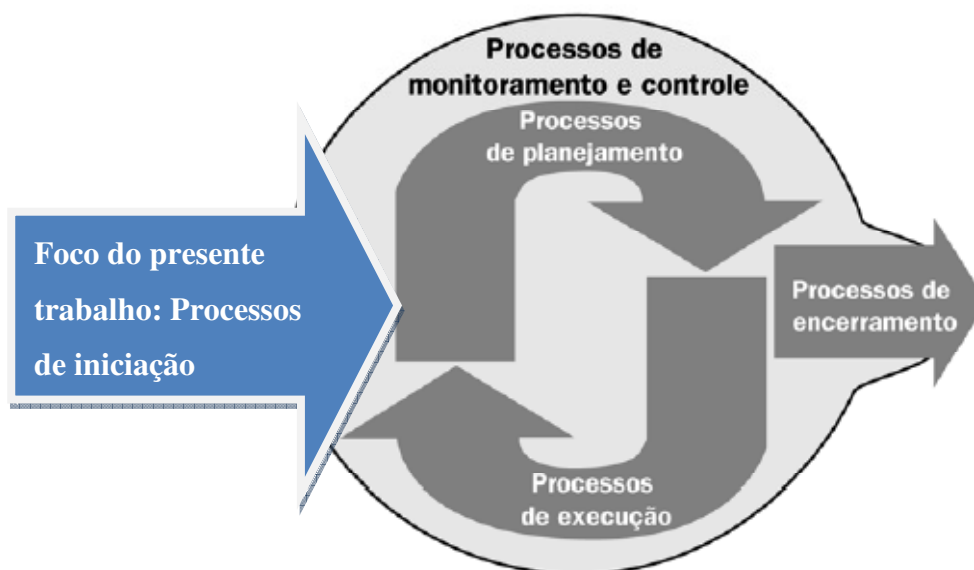 Processos de
monitoramento e controle
Processos
de planejamento
Foco do presente
trabalho: Processos
de iniciação
Processos de
encerramento
Processos
de execução